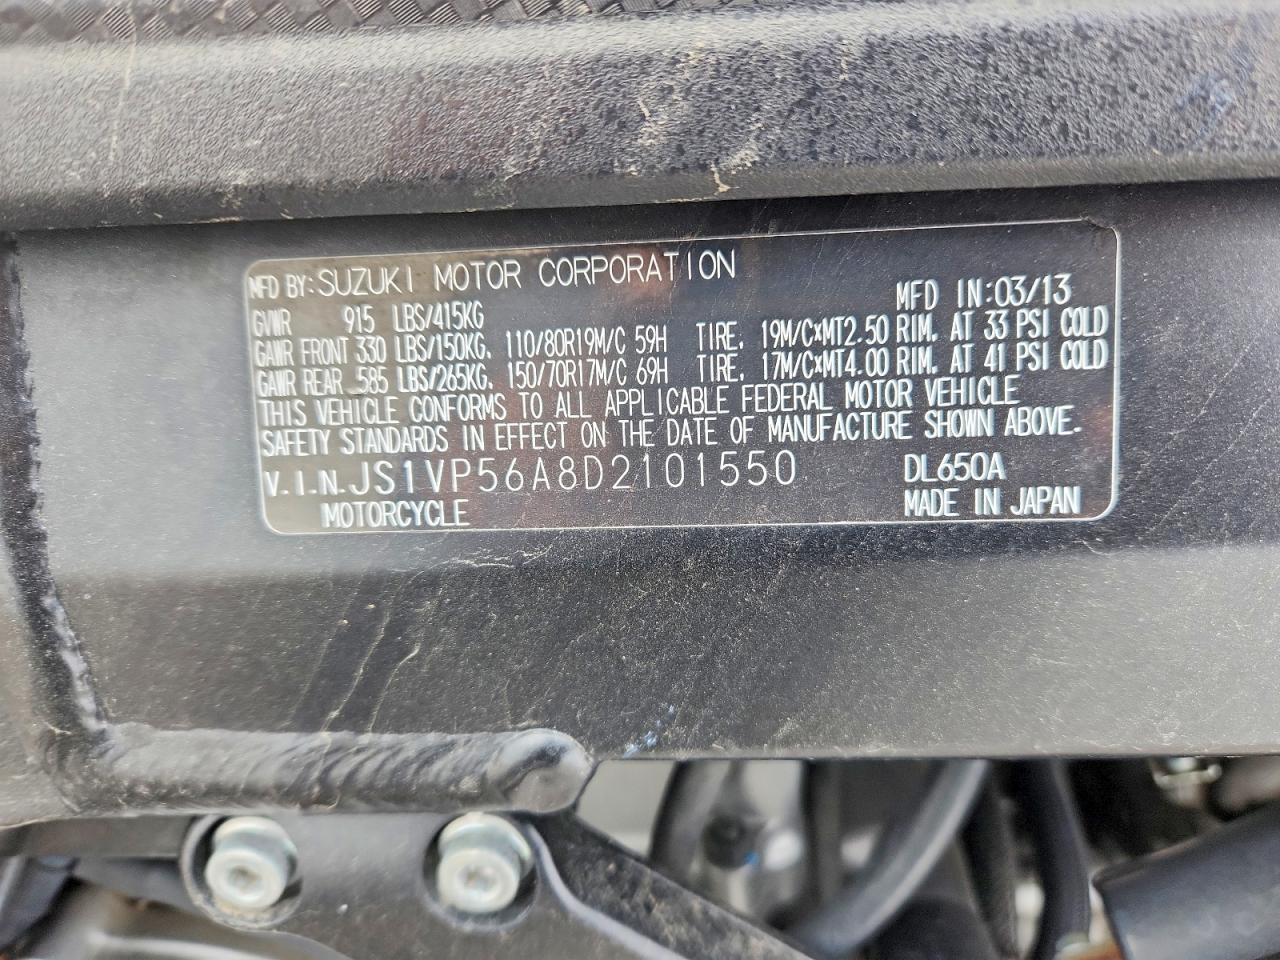 MFD BY: SUZUKI MOTOR CORPORATION
MFD IN: 03/13
GVWR 915 LBS/415KG
GAWR FRONT 330 LBS/150KG. 110/80R19M/C 59H TIRE. 19M/C×MT2.50 RIM. AT 33 PSI COLD
GAWR REAR 585 LBS/265KG. 150/70R17M/C 69H TIRE. 17M/C×MT4.00 RIM. AT 41 PSI COLD
THIS VEHICLE CONFORMS TO ALL APPLICABLE FEDERAL MOTOR VEHICLE
SAFETY STANDARDS IN EFFECT ON THE DATE OF MANUFACTURE SHOWN ABOVE.
V.I.N. JS1VP56A8D2101550 DL650A
MOTORCYCLE MADE IN JAPAN